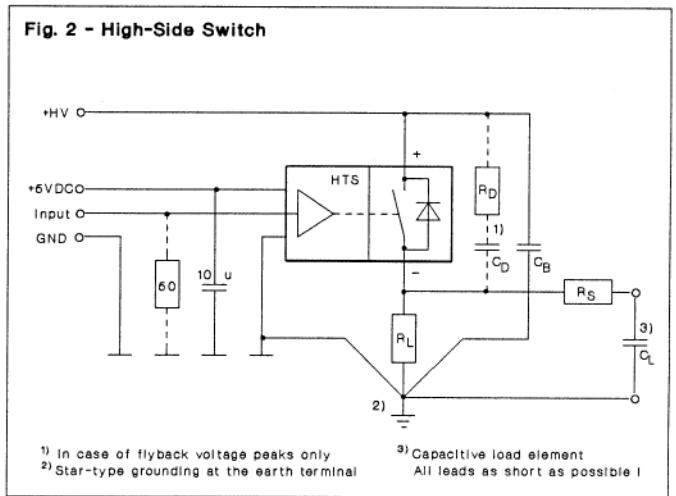 Fig. 2 - High-Side Switch
+HV
+
HTS
+5VDC
Input
GND
RD
1)
CD
CB
-
60
10 u
RS
RL
3)
CL
2)
1) In case of flyback voltage peaks only
2) Star-type grounding at the earth terminal
3) Capacitive load element
All leads as short as possible !